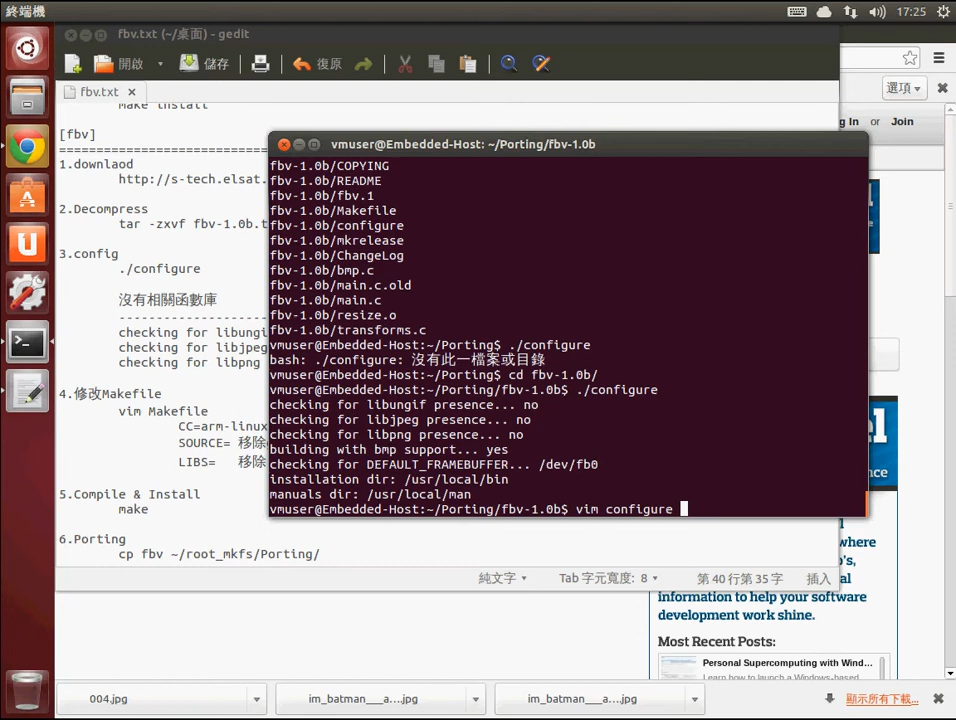 終端機
17:25
fbv.txt (~/桌面) - gedit
開啟
儲存
復原
fbv.txt
選項
Make install
[fbv]
1.downlaod
http://s-tech.elsat.
2.Decompress
tar -zxvf fbv-1.0b.t
3.config
./configure
沒有相關函數庫
checking for libungi
checking for libjpeg
checking for libpng
4.修改Makefile
vim Makefile
CC=arm-linux
SOURCE= 移除
LIBS= 移除
5.Compile & Install
make
6.Porting
cp fbv ~/root_mkfs/Porting/
純文字
Tab 字元寬度: 8
第 40 行第 35 字
插入
vmuser@Embedded-Host: ~/Porting/fbv-1.0b
fbv-1.0b/COPYING
fbv-1.0b/README
fbv-1.0b/fbv.1
fbv-1.0b/Makefile
fbv-1.0b/configure
fbv-1.0b/mkrelease
fbv-1.0b/ChangeLog
fbv-1.0b/bmp.c
fbv-1.0b/main.c.old
fbv-1.0b/main.c
fbv-1.0b/resize.o
fbv-1.0b/transforms.c
vmuser@Embedded-Host:~/Porting$ ./configure
bash: ./configure: 沒有此一檔案或目錄
vmuser@Embedded-Host:~/Porting$ cd fbv-1.0b/
vmuser@Embedded-Host:~/Porting/fbv-1.0b$ ./configure
checking for libungif presence... no
checking for libjpeg presence... no
checking for libpng presence... no
building with bmp support... yes
checking for DEFAULT_FRAMEBUFFER... /dev/fb0
installation dir: /usr/local/bin
manuals dir: /usr/local/man
vmuser@Embedded-Host:~/Porting/fbv-1.0b$ vim configure
g In or Join
el
nce
where
o's,
al
information to help your software
development work shine.
Most Recent Posts:
Personal Supercomputing with Wind...
Learn how to launch a Windows-based
004.jpg
im_batman___a....jpg
im_batman___a....jpg
顯示所有下載...